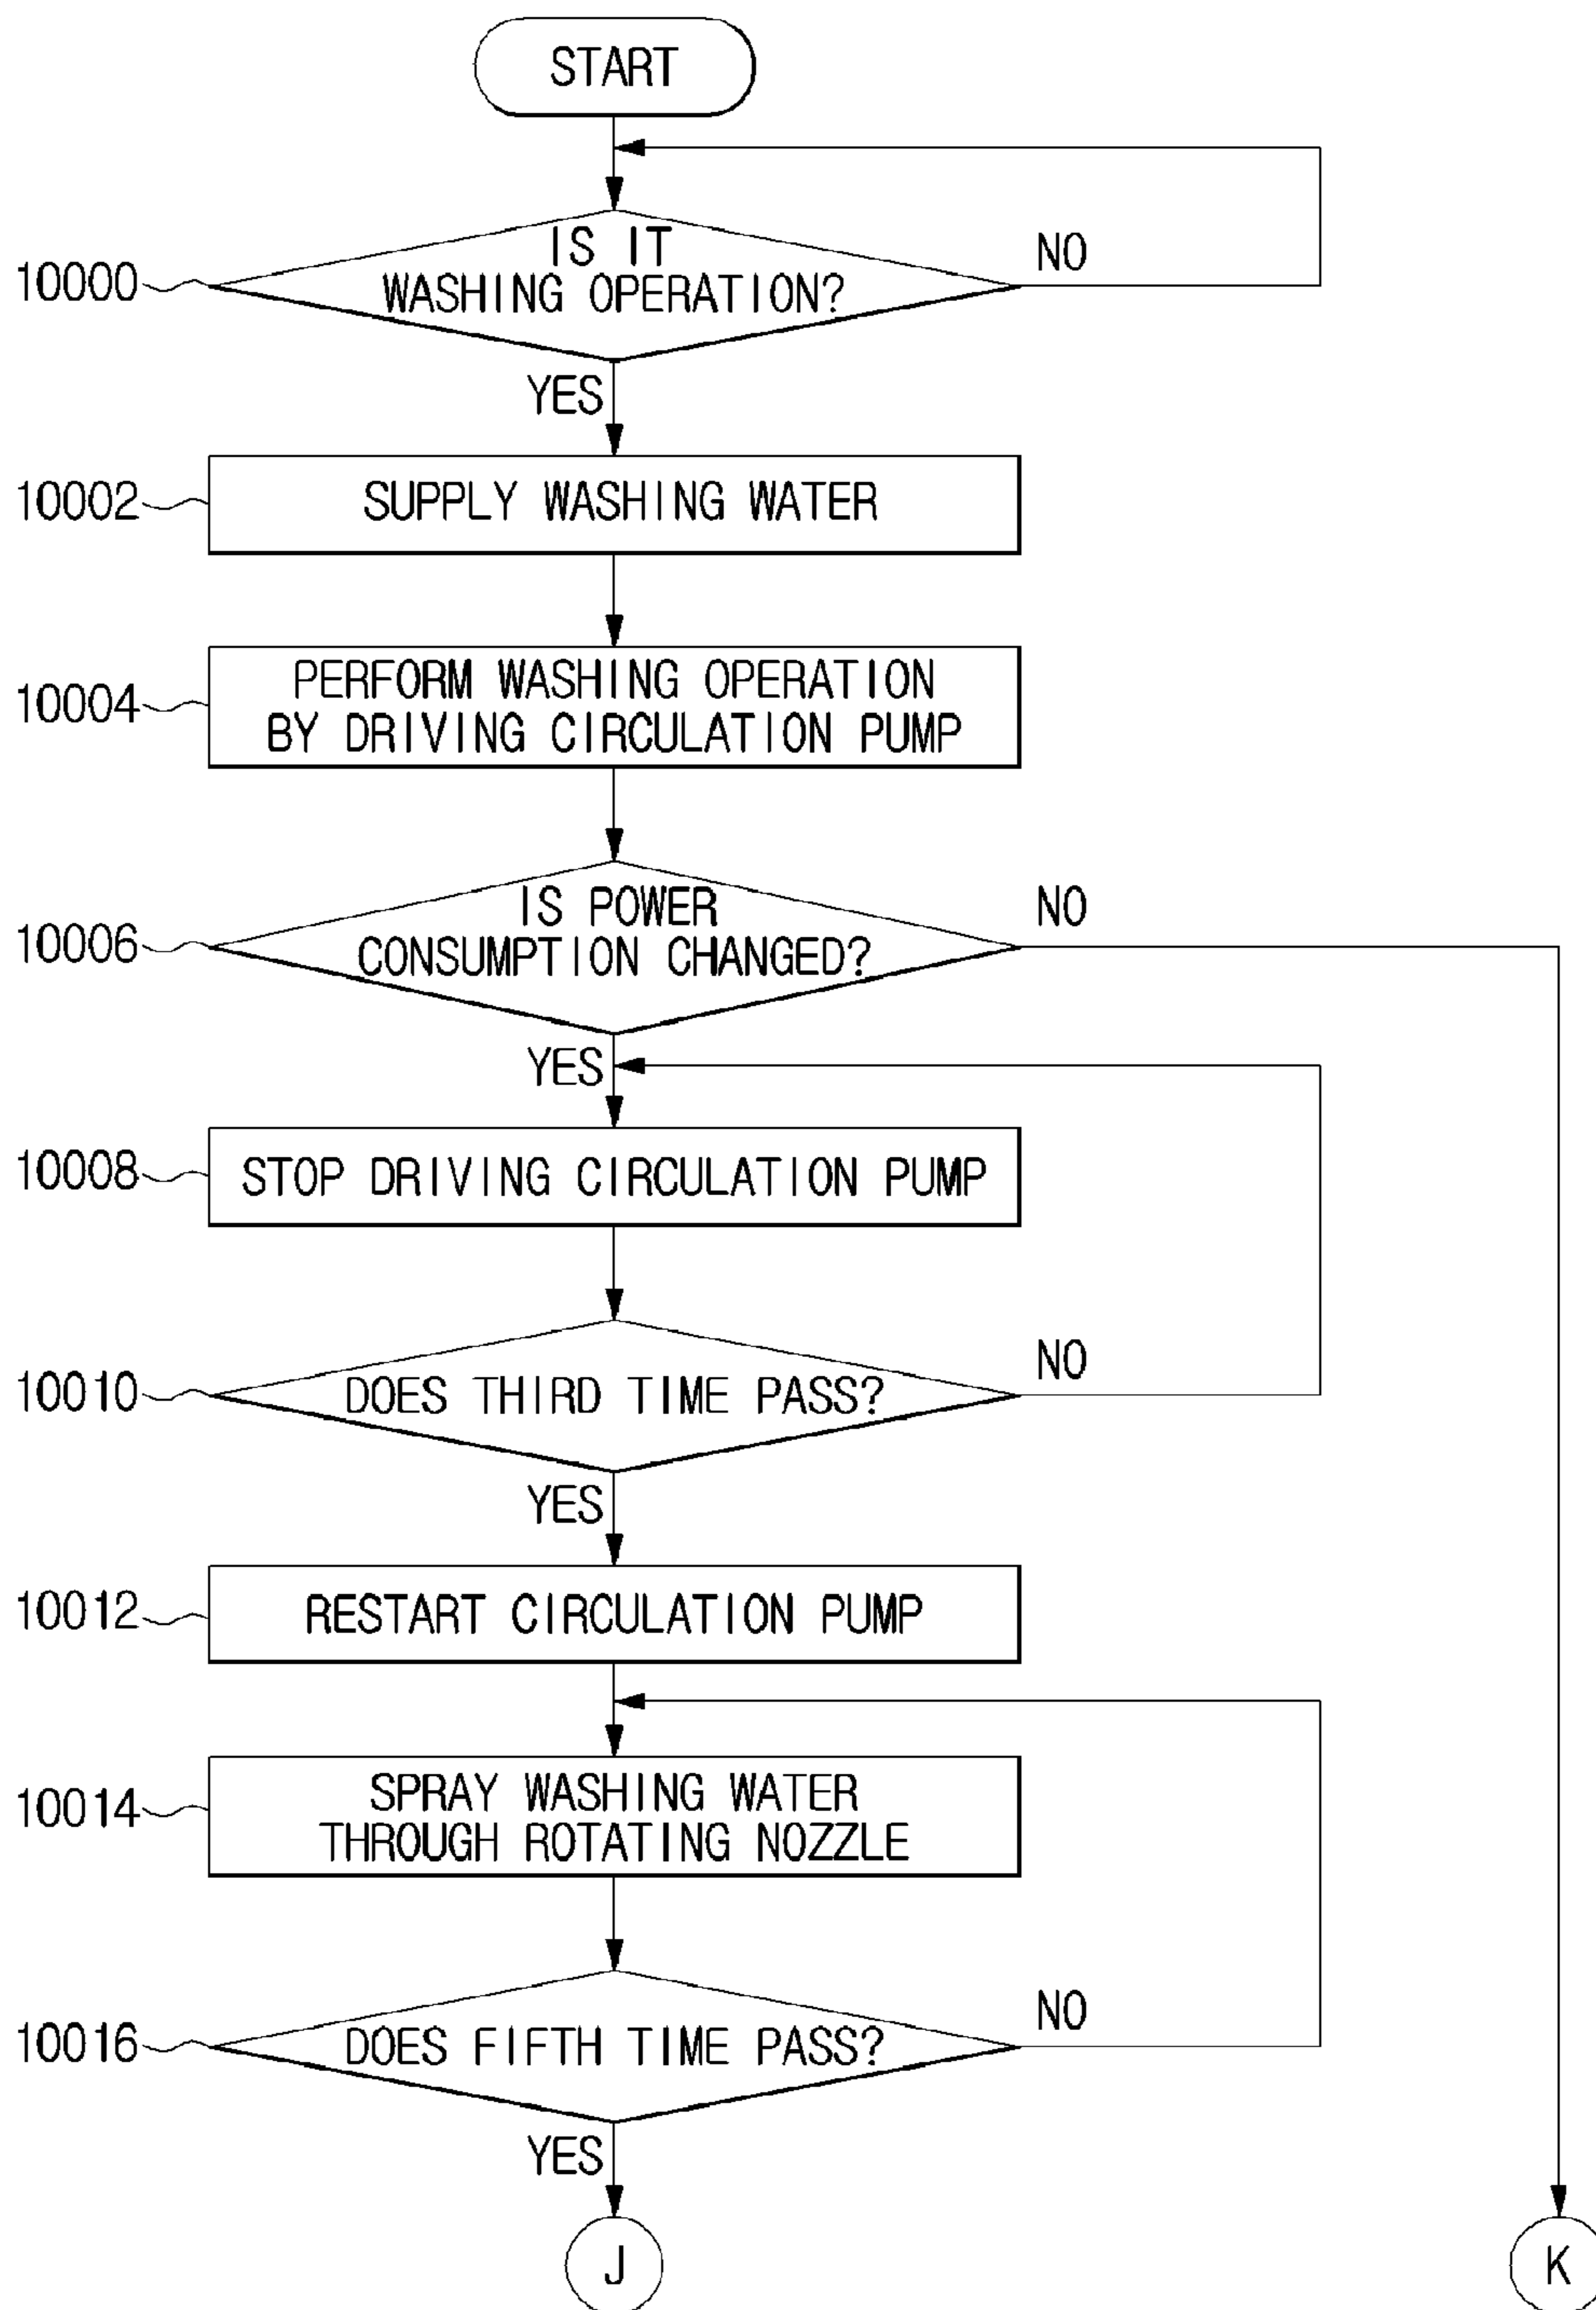 START
IS IT
WASHING OPERATION?
NO
10000
YES
10002
SUPPLY WASHING WATER
10004
PERFORM WASHING OPERATION
BY DRIVING CIRCULATION PUMP
10006
IS POWER
CONSUMPTION CHANGED?
NO
YES
10008
STOP DRIVING CIRCULATION PUMP
10010
DOES THIRD TIME PASS?
NO
YES
10012
RESTART CIRCULATION PUMP
10014
SPRAY WASHING WATER
THROUGH ROTATING NOZZLE
10016
DOES FIFTH TIME PASS?
NO
YES
J
K